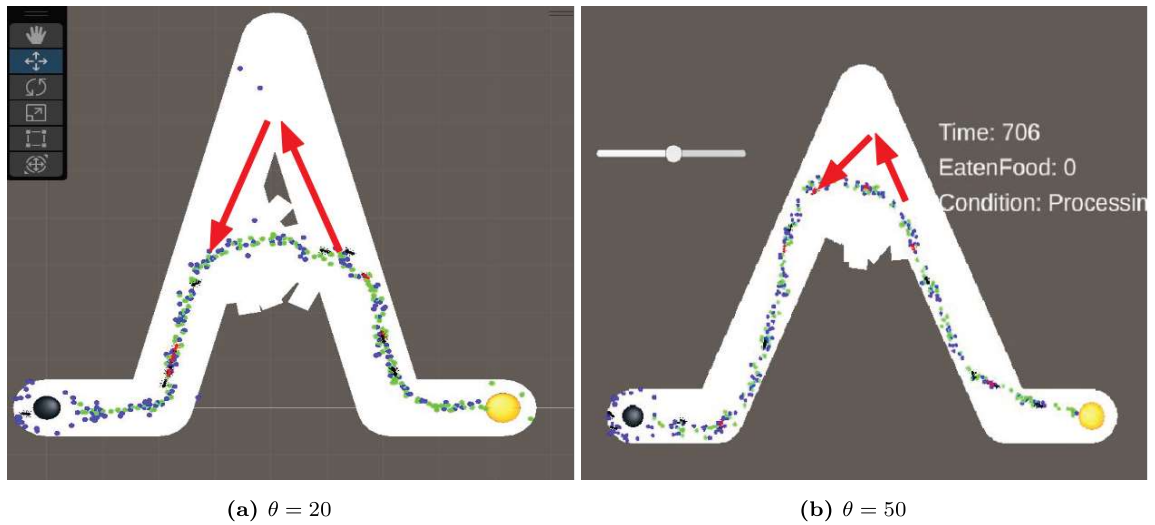 Time: 706
EatenFood: 0
Condition: Processin
(a) θ = 20
(b) θ = 50